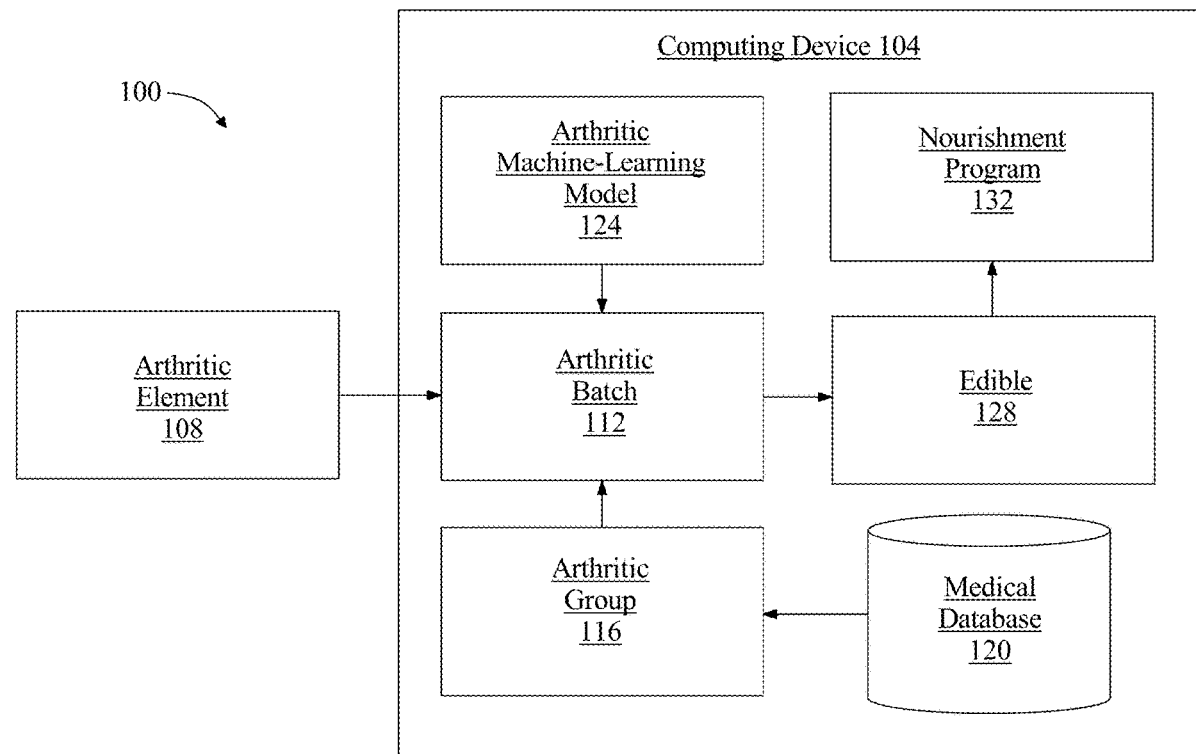 Computing Device 104
100
Arthritic
Machine-Learning
Model
124
Nourishment
Program
132
Arthritic
Element
108
Arthritic
Batch
112
Edible
128
Arthritic
Group
116
Medical
Database
120